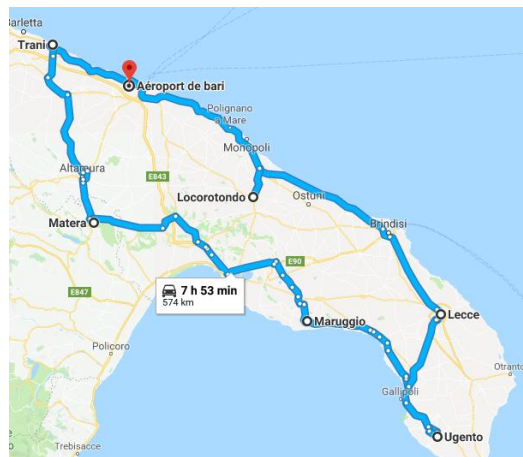 Barletta
Trani
Aéroport de bari
Polignano
a Mare
Monopoli
Altamura
E843
Locorotondo
Ostuni
Matera
Brindisi
E90
E847
7 h 53 min
574 km
Lecce
Maruggio
Policoro
Otranto
Gallipoli
Ugento
Trebisacce